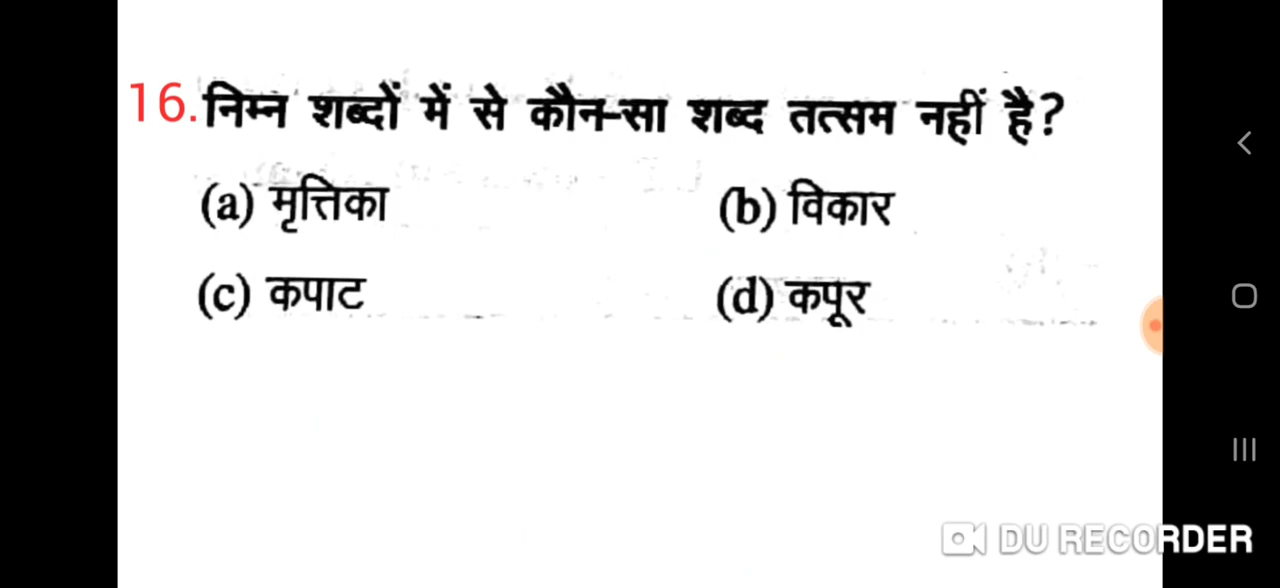 16. निम्न शब्दों में से कौन-सा शब्द तत्सम नहीं है?
(a) मृत्तिका (b) विकार
(c) कपाट (d) कपूर
DU RECORDER